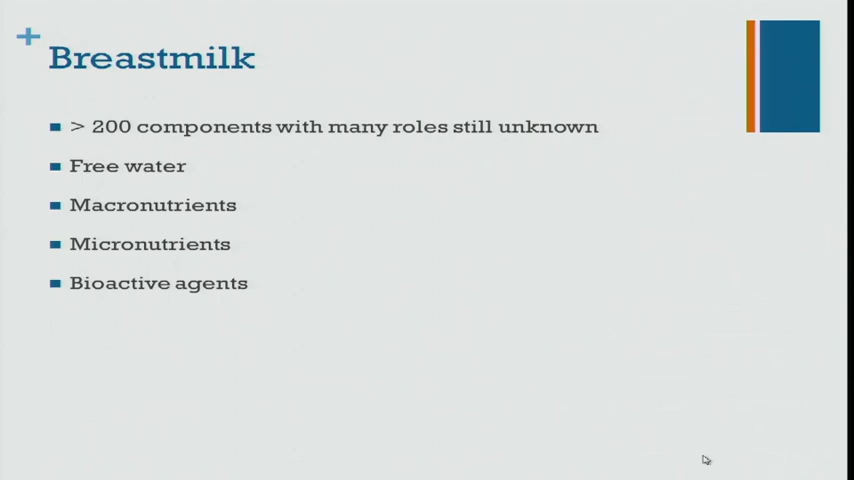 Breastmilk
> 200 components with many roles still unknown
Free water
Macronutrients
Micronutrients
Bioactive agents